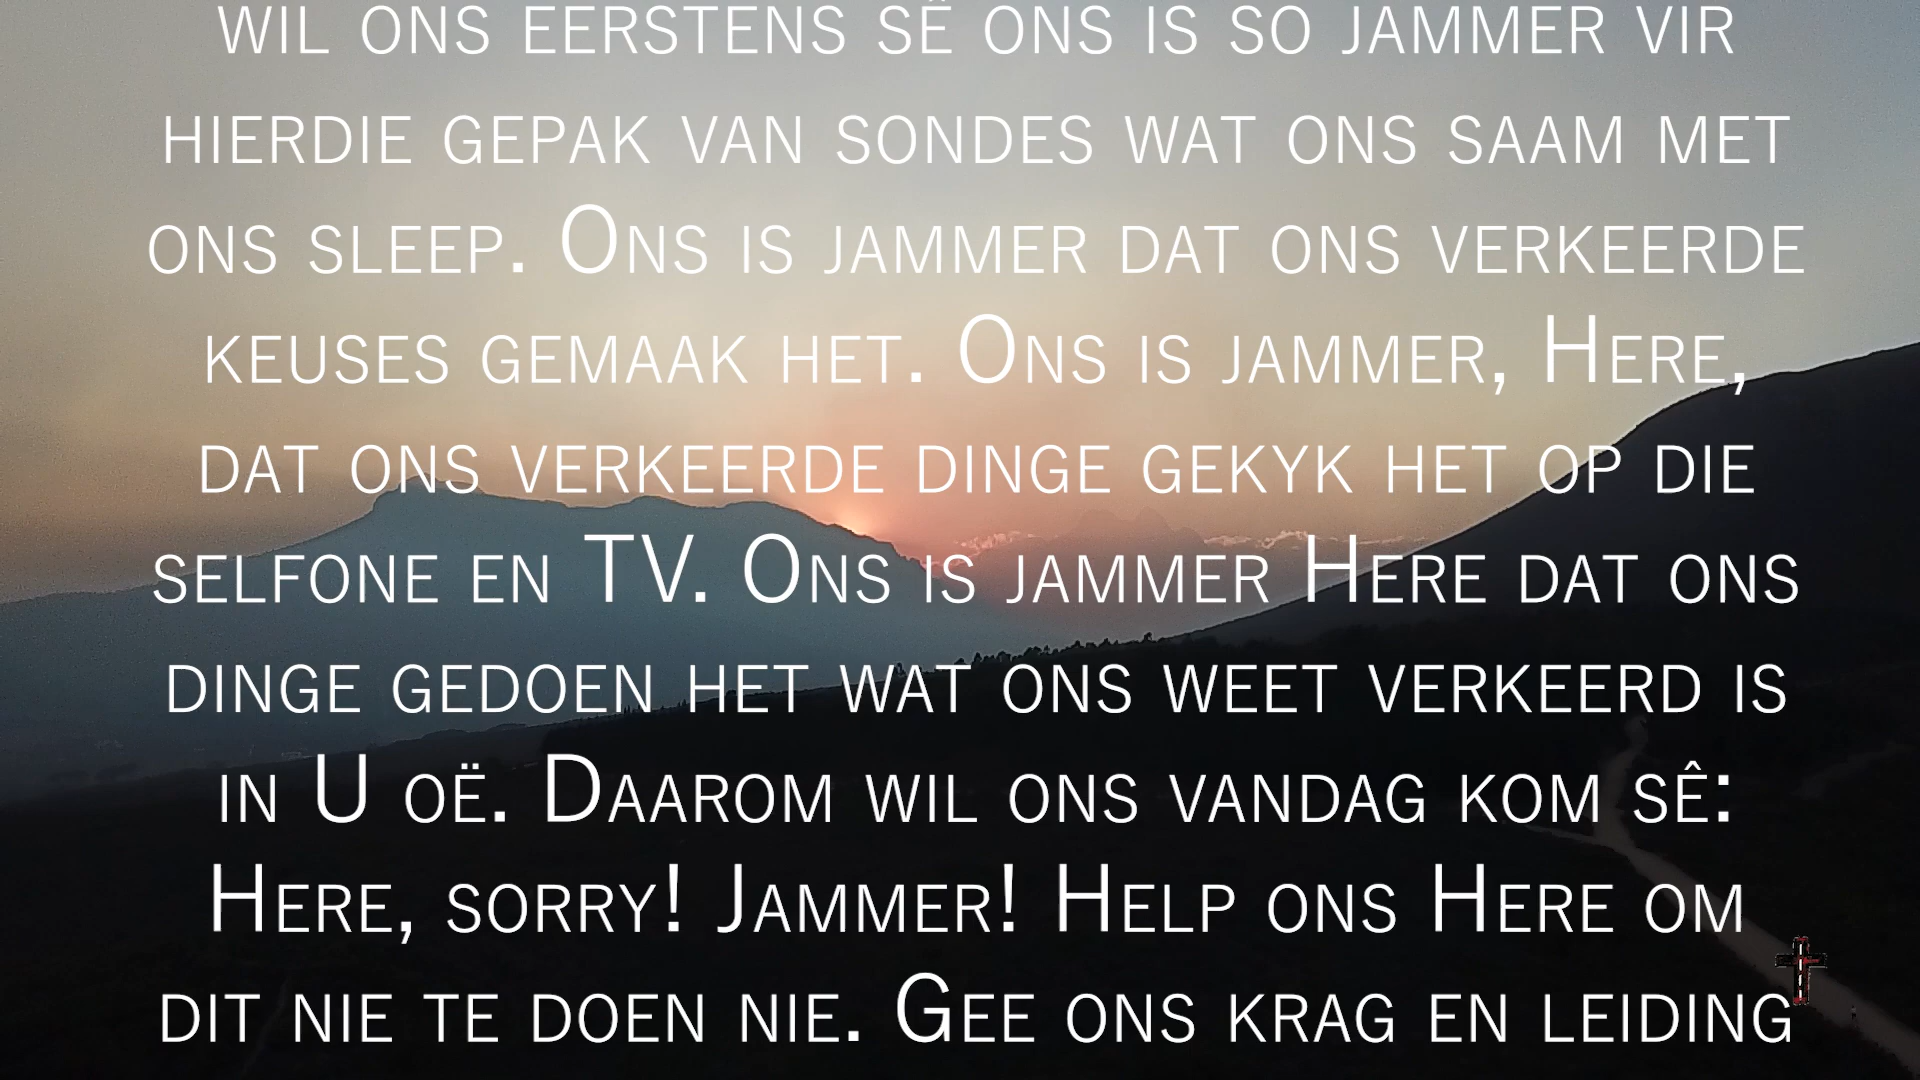 wil ons eerstens sê ons is so jammer vir
hierdie gepak van sondes wat ons saam met
ons sleep. Ons is jammer dat ons verkeerde
keuses gemaak het. Ons is jammer, Here,
dat ons verkeerde dinge gekyk het op die
selfone en TV. Ons is jammer Here dat ons
dinge gedoen het wat ons weet verkeerd is
in U oë. Daarom wil ons vandag kom sê:
Here, sorry! Jammer! Help ons Here om
dit nie te doen nie. Gee ons krag en leiding